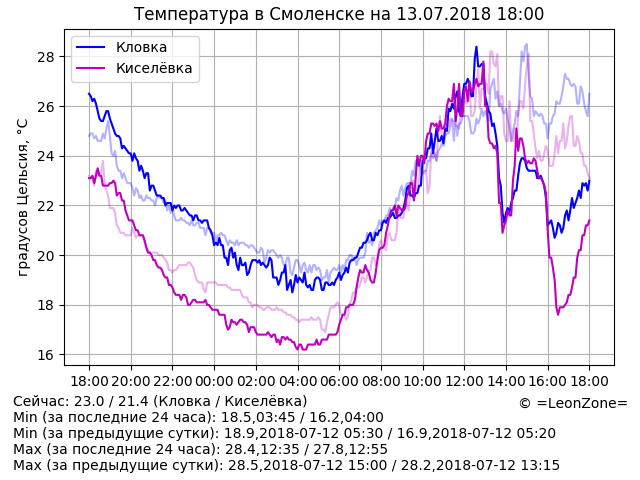 Температура в Смоленске на 13.07.2018 18:00
Кловка
Киселёвка
градусов Цельсия, °C
28
26
24
22
20
18
16
18:00 20:00 22:00 00:00 02:00 04:00 06:00 08:00 10:00 12:00 14:00 16:00 18:00
Сейчас: 23.0 / 21.4 (Кловка / Киселёвка)
© =LeonZone=
Min (за последние 24 часа): 18.5,03:45 / 16.2,04:00
Min (за предыдущие сутки): 18.9,2018-07-12 05:30 / 16.9,2018-07-12 05:20
Max (за последние 24 часа): 28.4,12:35 / 27.8,12:55
Max (за предыдущие сутки): 28.5,2018-07-12 15:00 / 28.2,2018-07-12 13:15